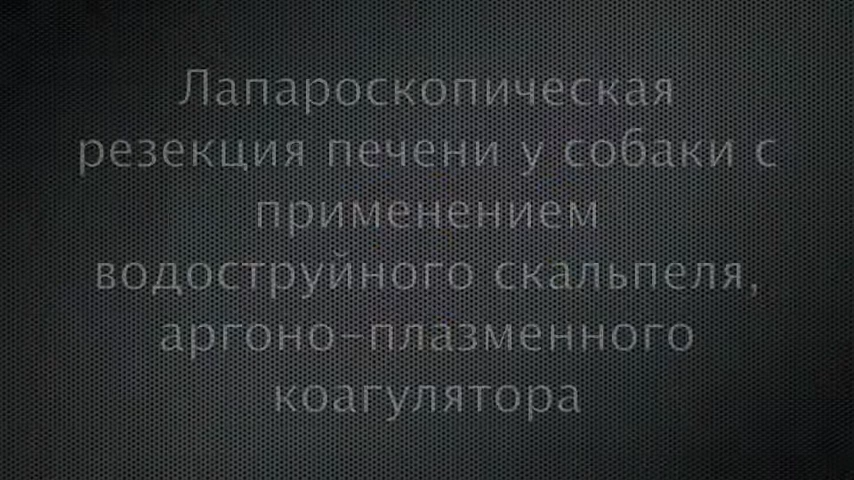 Лапароскопическая
резекция печени у собаки с
применением
водоструйного скальпеля,
аргоно-плазменного
коагулятора